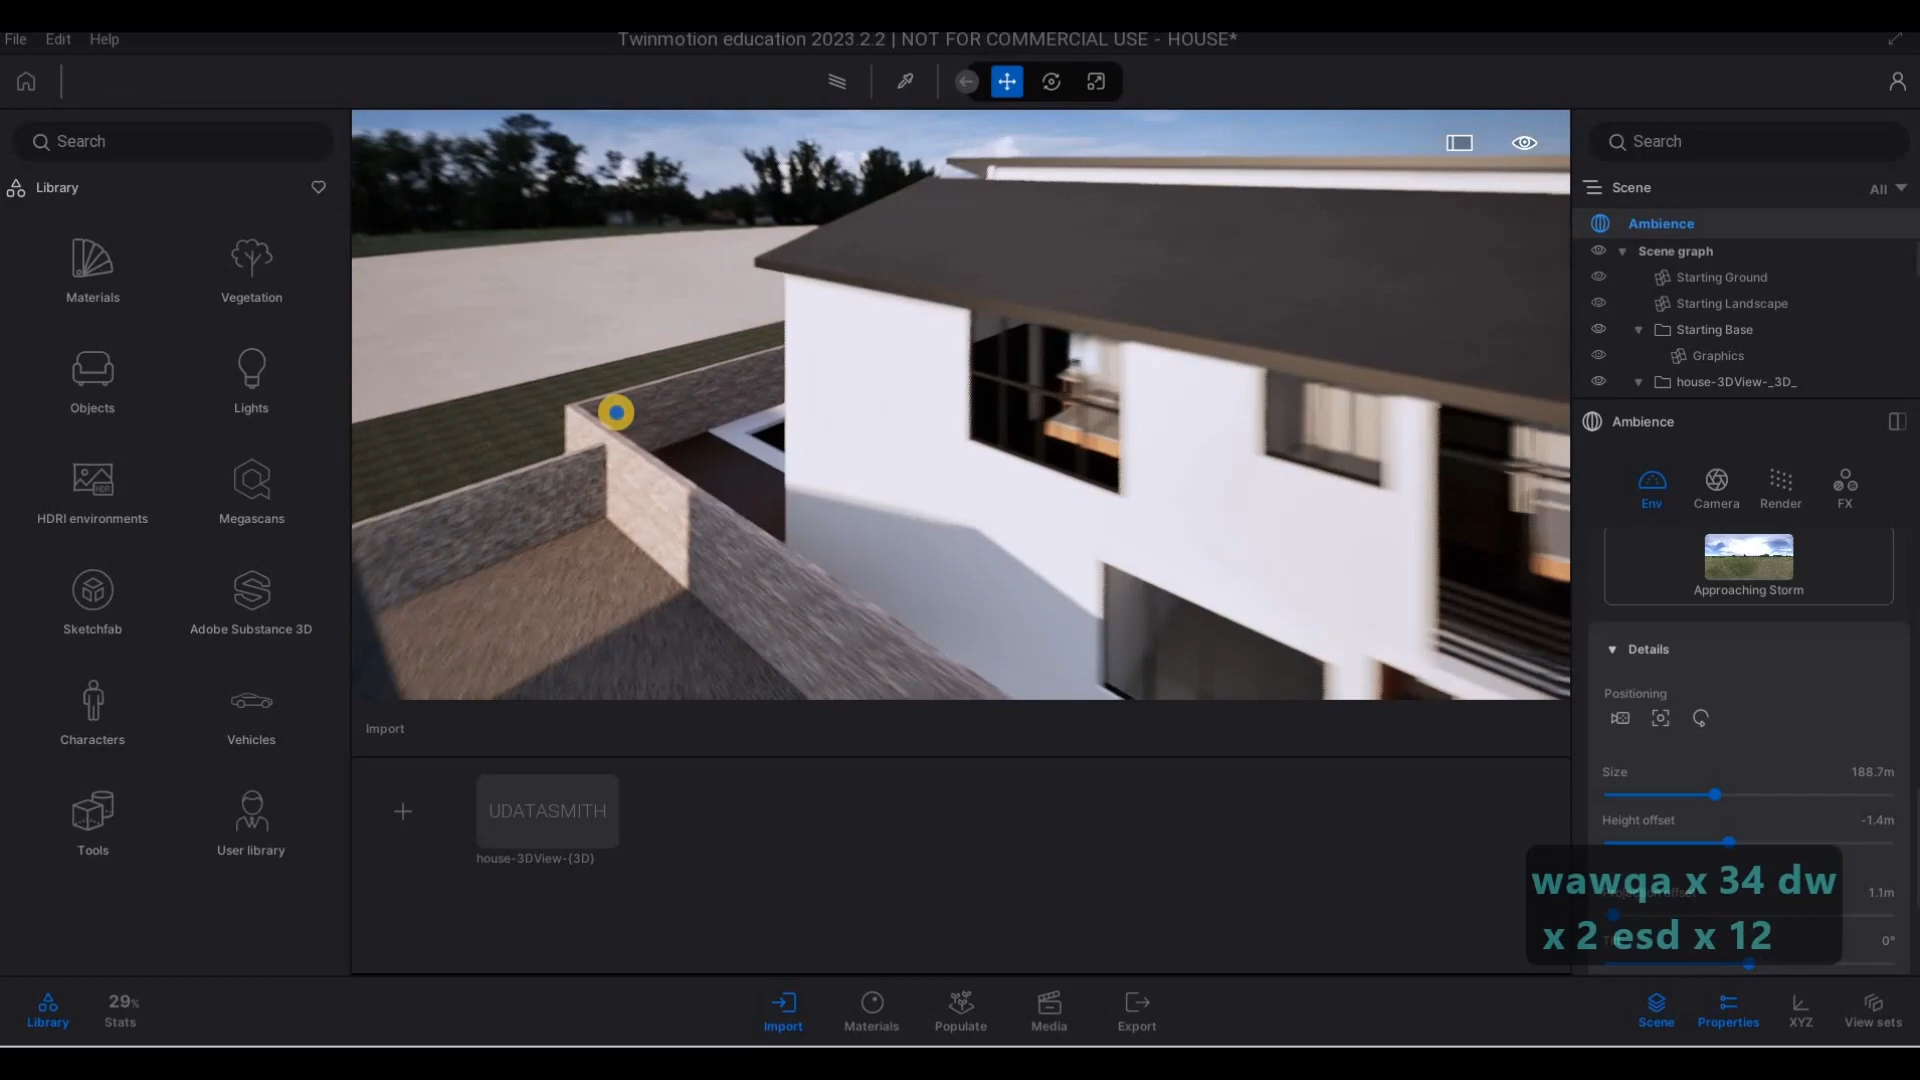 File Edit Help
Twinmotion education 2023.2.2 | NOT FOR COMMERCIAL USE - HOUSE*
Search
Library
Materials
Vegetation
Objects
Lights
HDRI environments
Megascans
Sketchfab
Adobe Substance 3D
Characters
Vehicles
Tools
User library
Import
UDATASMITH
house-3DView-{3D}
Search
Scene All
Ambience
Scene graph
Starting Ground
Starting Landscape
Starting Base
Graphics
house-3DView-_3D_
Ambience
Env Camera Render FX
HDR
Approaching Storm
Details
Positioning
Size 188.7m
Height offset -1.4m
1.1m
0°
wawqa x 34 dw
x 2 esd x 12
Library
29%
Stats
Import Materials Populate Media Export
Scene Properties XYZ View sets